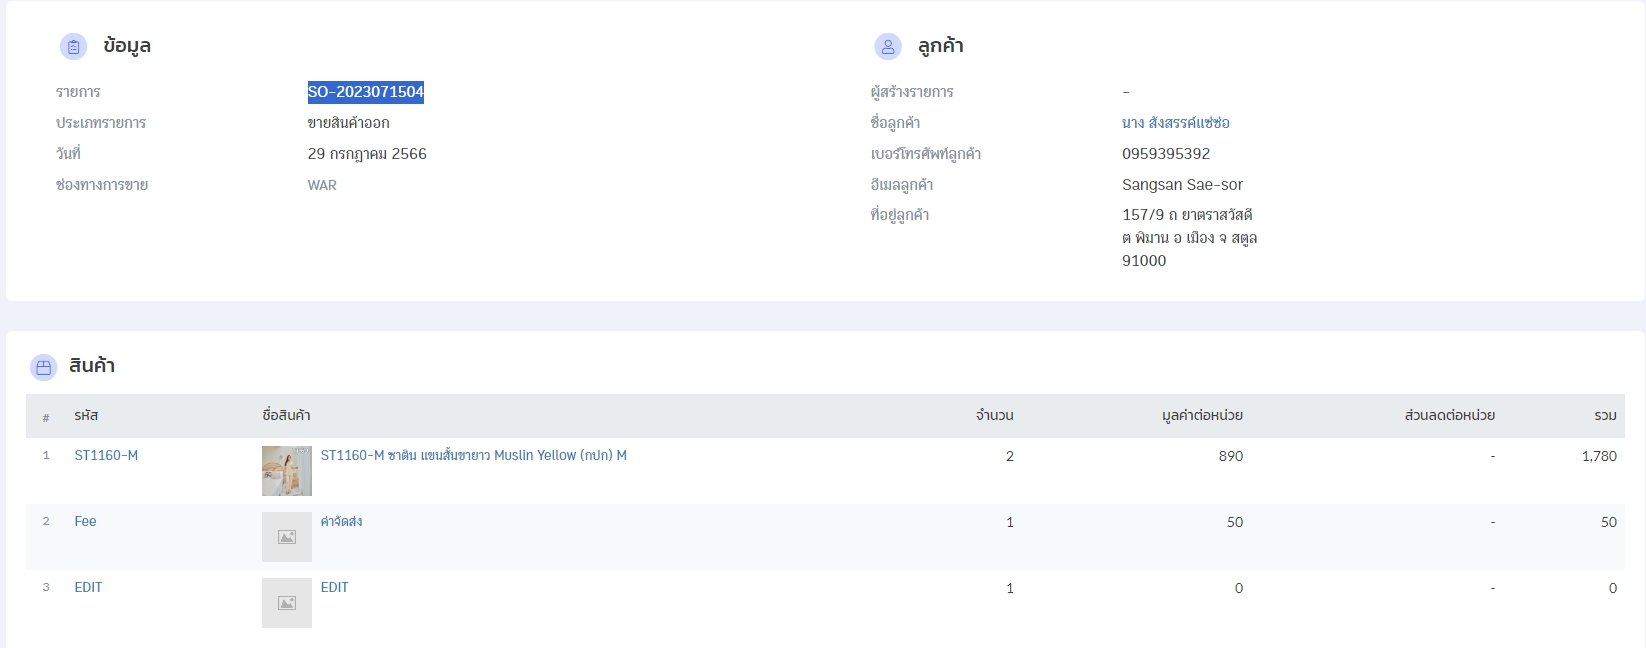 ข้อมูล
รายการ SO-2023071504
ประเภทรายการ ขายสินค้าออก
วันที่ 29 กรกฎาคม 2566
ช่องทางการขาย WAR
ลูกค้า
ผู้สร้างรายการ -
ชื่อลูกค้า นาง สังสรรค์แซ่ซ่อ
เบอร์โทรศัพท์ลูกค้า 0959395392
อีเมลลูกค้า Sangsan Sae-sor
ที่อยู่ลูกค้า 157/9 ถ ยาตราสวัสดี
ต พิมาน อ เมือง จ สตูล
91000
สินค้า
# รหัส ชื่อสินค้า จำนวน มูลค่าต่อหน่วย ส่วนลดต่อหน่วย รวม
1 ST1160-M ST1160-M ซาติน แขนสั้นขายาว Muslin Yellow (กปก) M 2 890 - 1,780
2 Fee ค่าจัดส่ง 1 50 - 50
3 EDIT EDIT 1 0 - 0